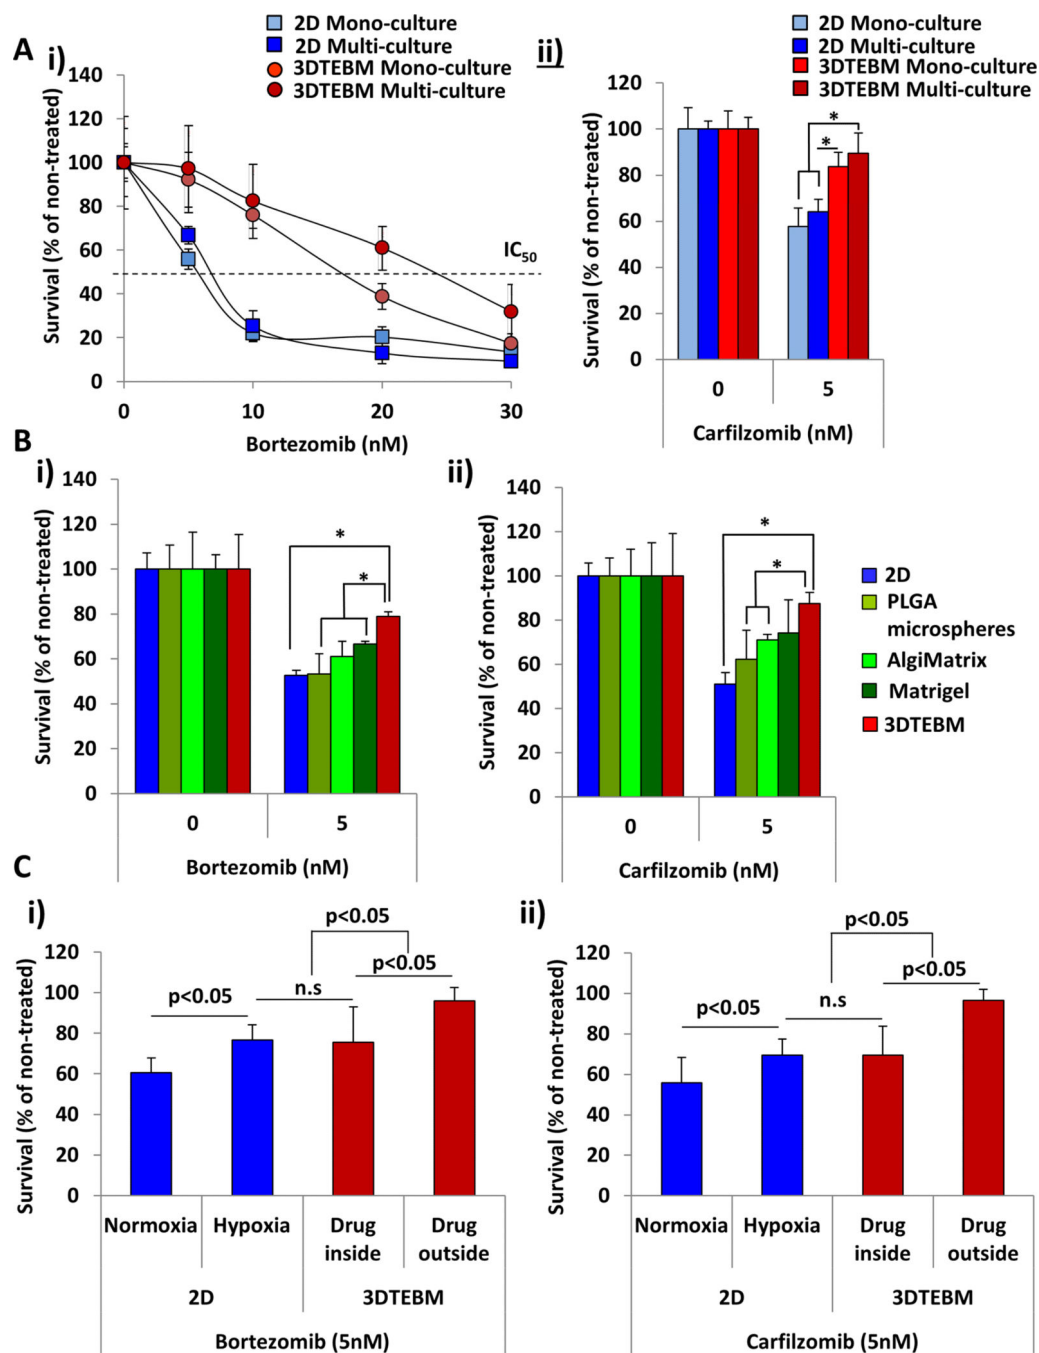 A
i)
2D Mono-culture
2D Multi-culture
3DTEBM Mono-culture
3DTEBM Multi-culture
Survival (% of non-treated)
140
120
100
80
60
40
20
0
IC50
0 10 20 30
Bortezomib (nM)
ii)
2D Mono-culture
2D Multi-culture
3DTEBM Mono-culture
3DTEBM Multi-culture
Survival (% of non-treated)
120
100
80
60
40
20
0
*
*
0 5
Carfilzomib (nM)
B
i)
Survival (% of non-treated)
140
120
100
80
60
40
20
0
*
*
0 5
Bortezomib (nM)
ii)
Survival (% of non-treated)
140
120
100
80
60
40
20
0
*
*
0 5
Carfilzomib (nM)
2D
PLGA
microspheres
AlgiMatrix
Matrigel
3DTEBM
C
i)
Survival (% of non-treated)
120
100
80
60
40
20
0
p<0.05
p<0.05
p<0.05
n.s
Normoxia Hypoxia Drug inside Drug outside
2D 3DTEBM
Bortezomib (5nM)
ii)
Survival (% of non-treated)
120
100
80
60
40
20
0
p<0.05
p<0.05
n.s
p<0.05
Normoxia Hypoxia Drug inside Drug outside
2D 3DTEBM
Carfilzomib (5nM)